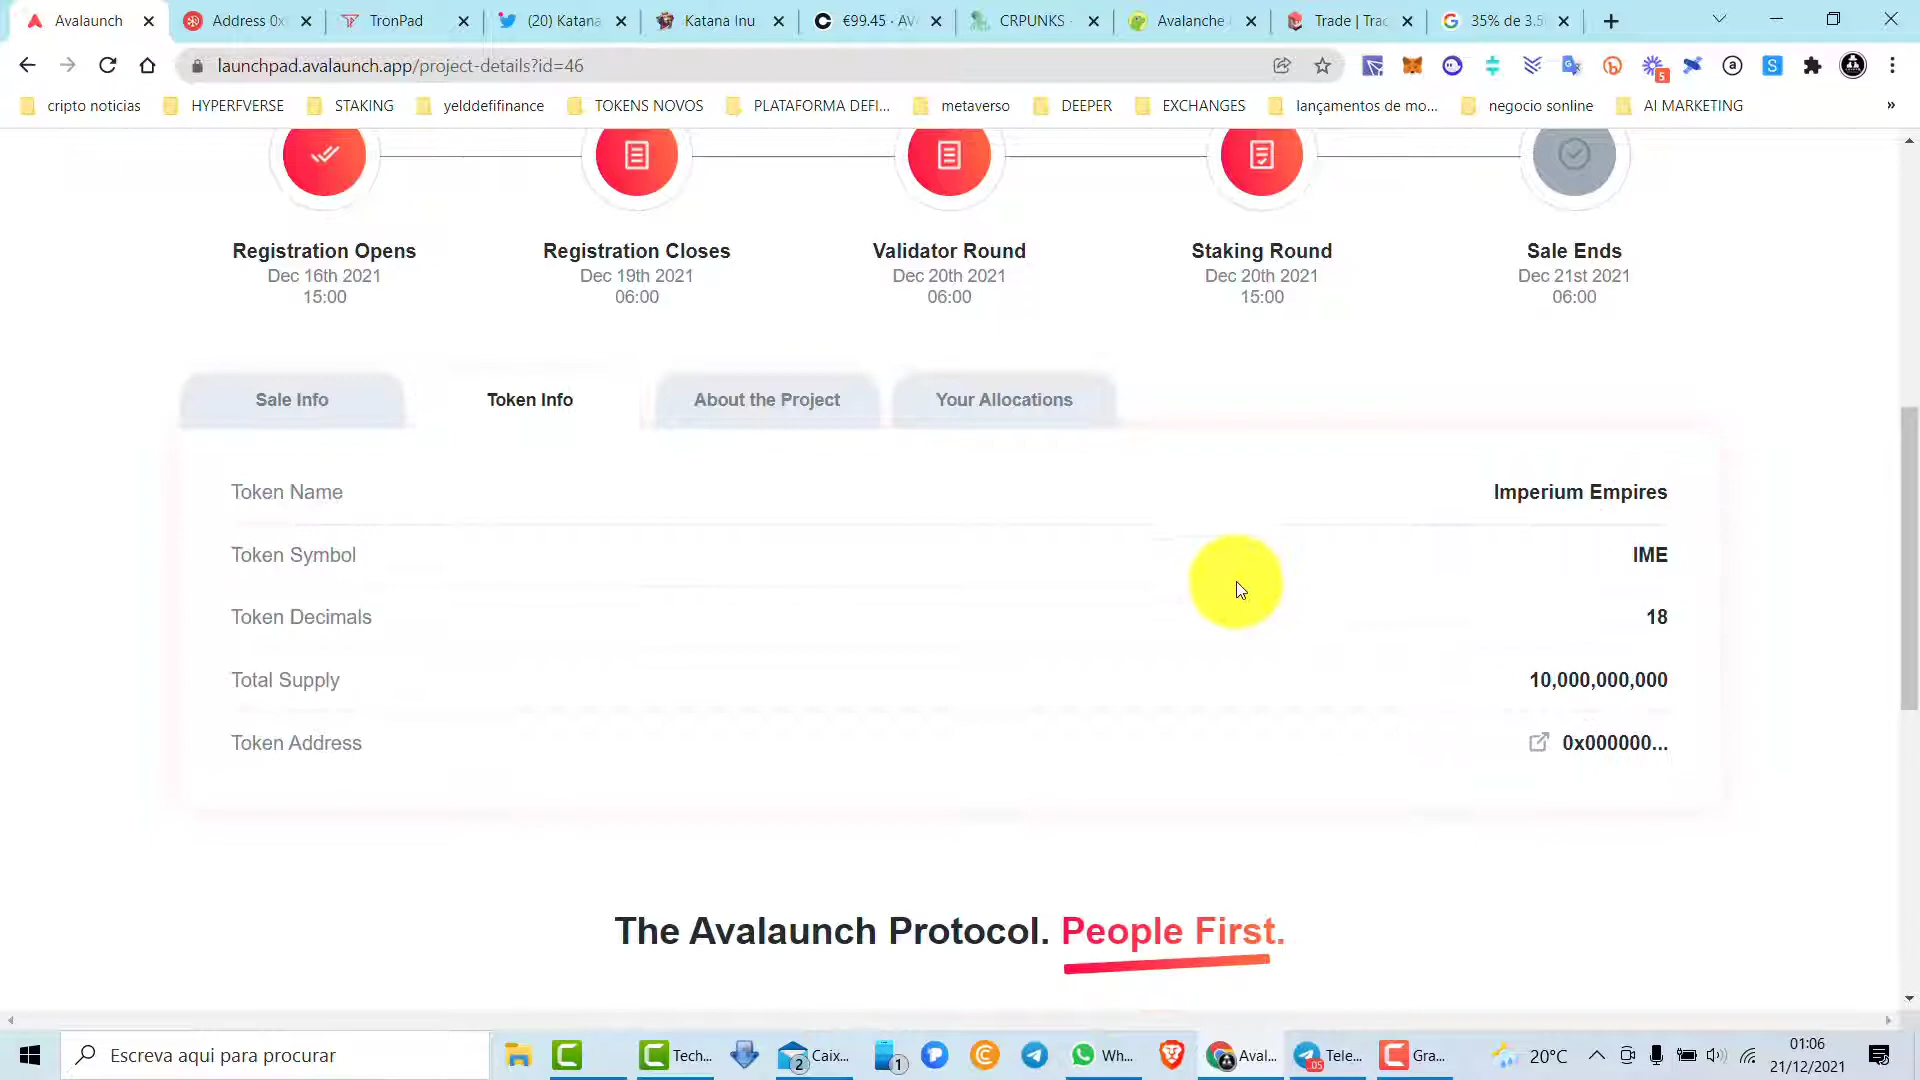 Avalaunch
Address 0x
TronPad
(20) Katana
Katana Inu
€99.45 · AV
CRPUNKS -
Avalanche
Trade | Trac
35% de 3.5
launchpad.avalaunch.app/project-details?id=46
5
cripto noticias
HYPERFVERSE
STAKING
yelddefifinance
TOKENS NOVOS
PLATAFORMA DEFI...
metaverso
DEEPER
EXCHANGES
lançamentos de mo...
negocio sonline
AI MARKETING
»
Registration Opens
Dec 16th 2021
15:00
Registration Closes
Dec 19th 2021
06:00
Validator Round
Dec 20th 2021
06:00
Staking Round
Dec 20th 2021
15:00
Sale Ends
Dec 21st 2021
06:00
Sale Info
Token Info
About the Project
Your Allocations
Token Name
Imperium Empires
Token Symbol
IME
Token Decimals
18
Total Supply
10,000,000,000
Token Address
0x000000...
The Avalaunch Protocol. People First.
Escreva aqui para procurar
Tech...
2
Caix...
1
Wh...
Aval...
05
Tele...
Gra...
20°C
01:06
21/12/2021